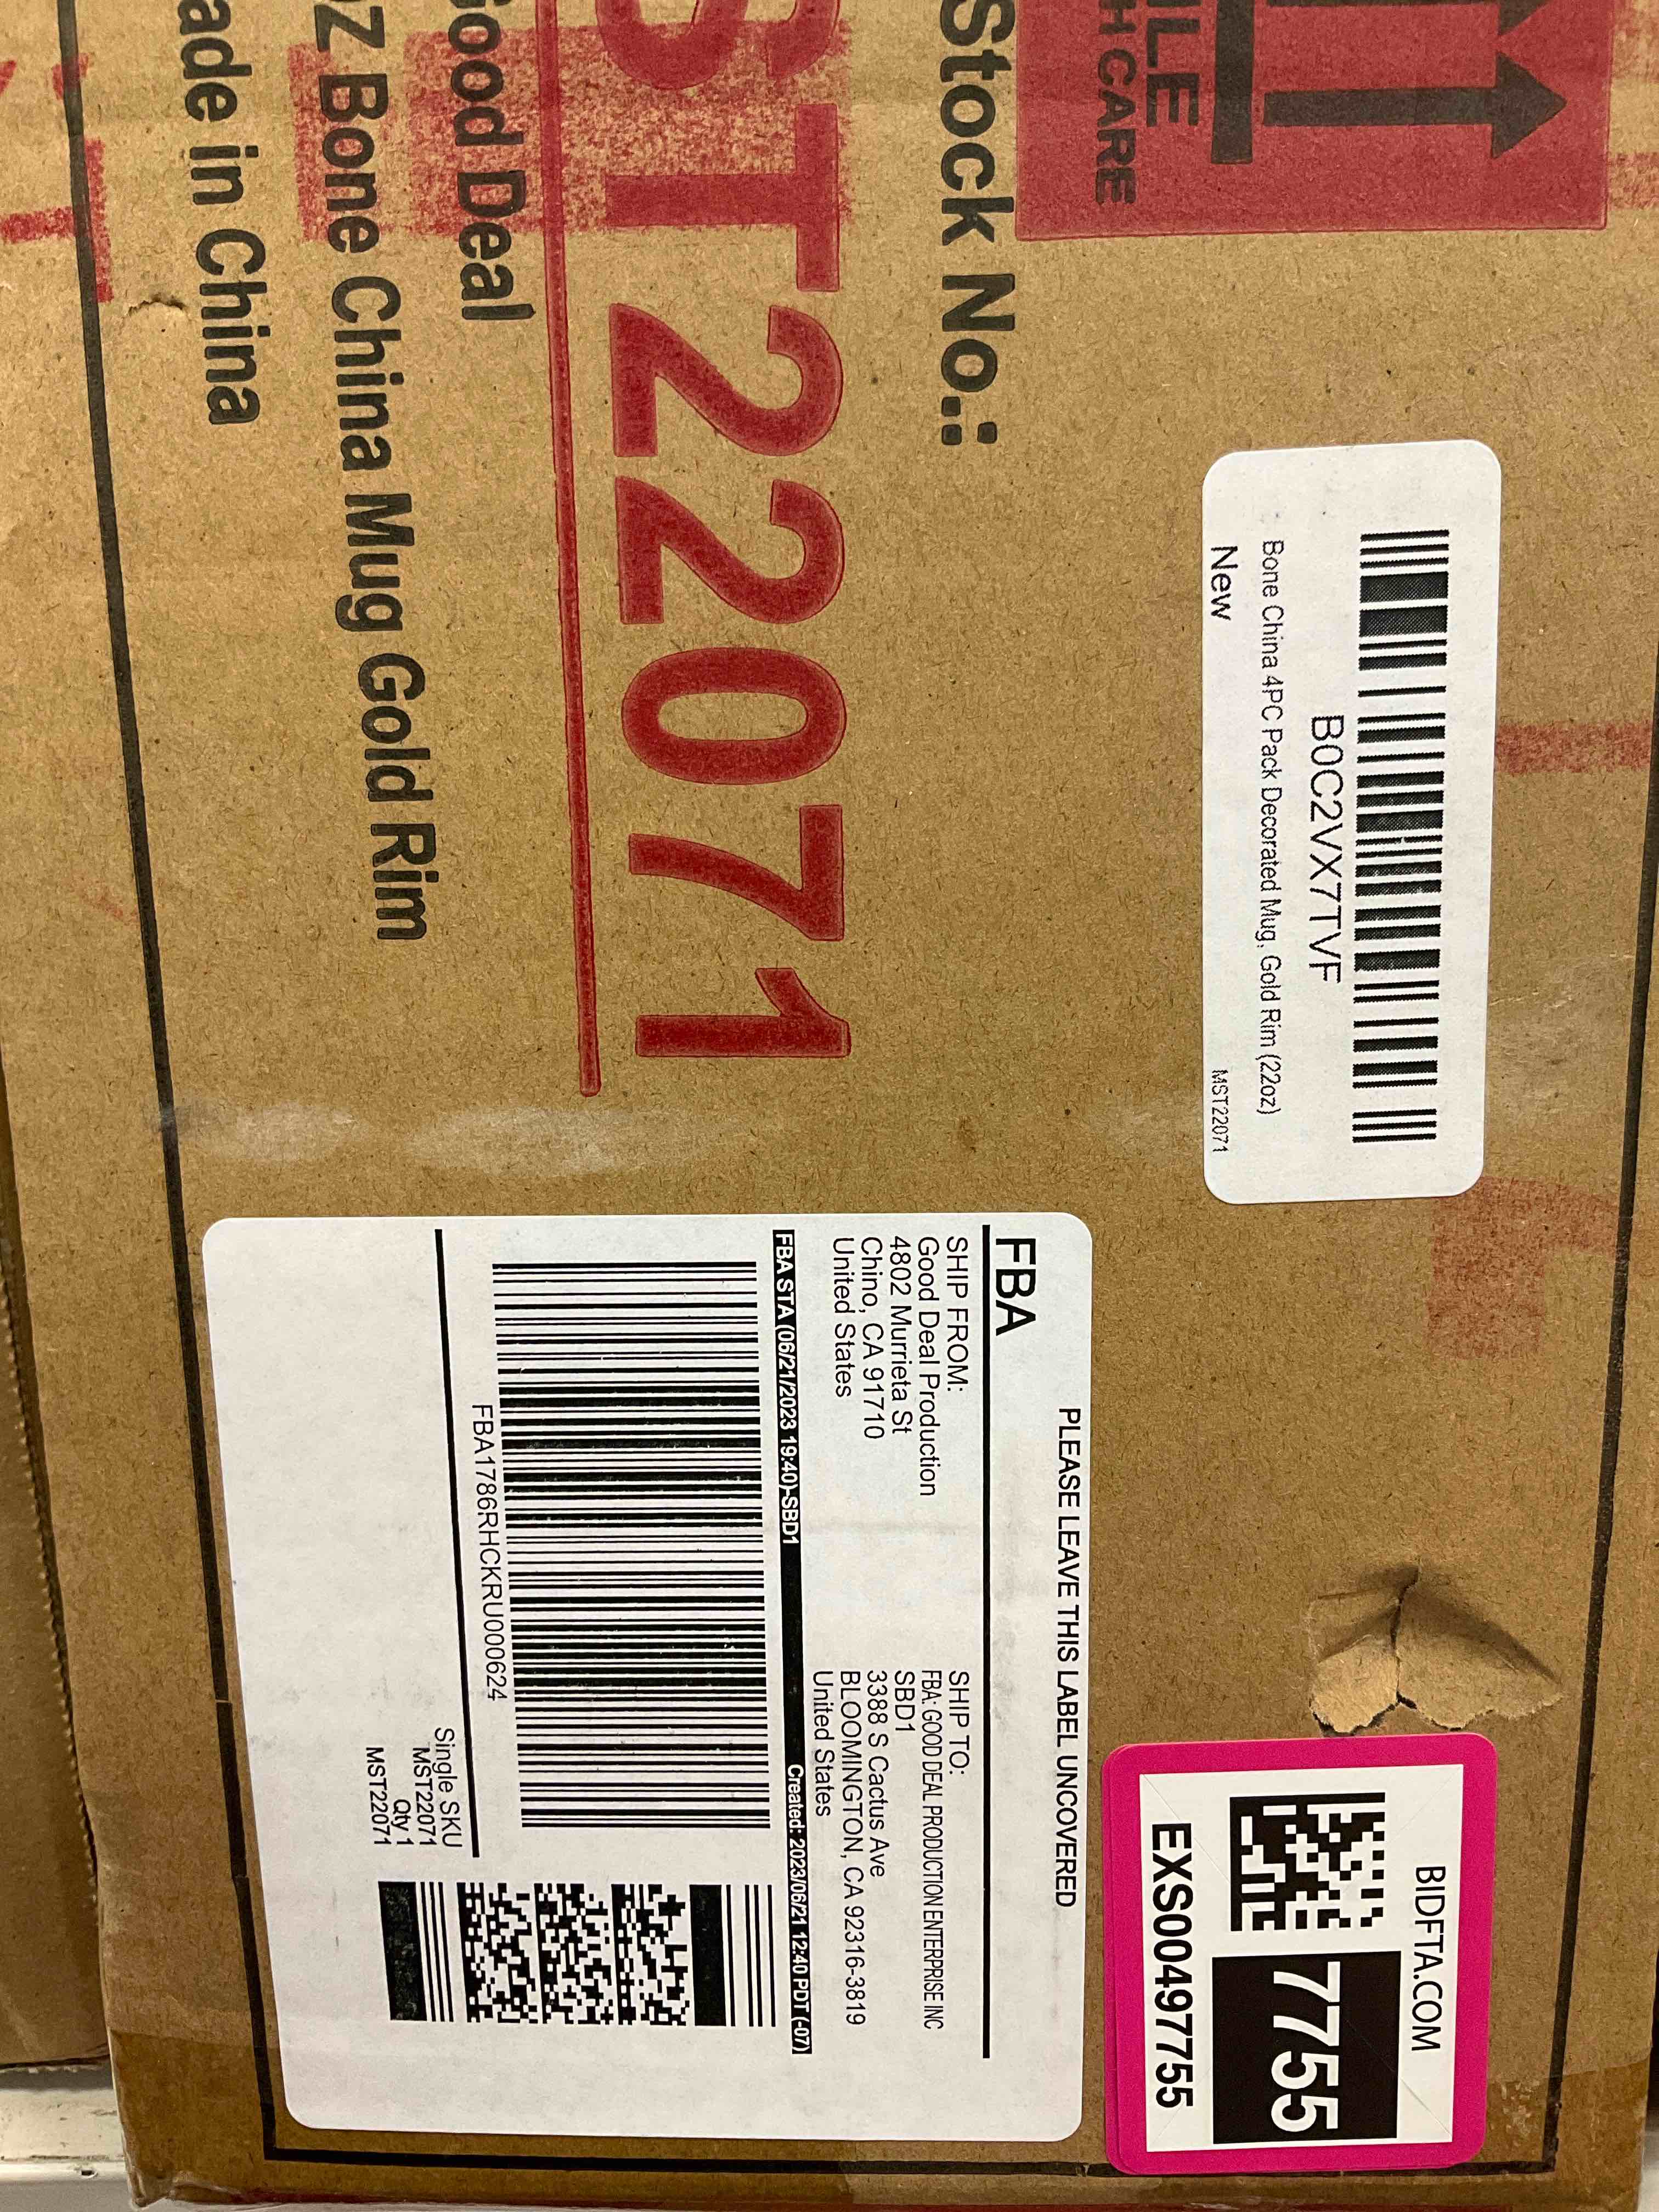 ILE
H CARE
Stock No.:
ST22071
Good Deal
OZ Bone China Mug Gold Rim
ade in China
B0C2VX7TVF
Bone China 4PC Pack Decorated Mug, Gold Rim (22oz)
New
MST22071
PLEASE LEAVE THIS LABEL UNCOVERED
FBA
SHIP FROM:
Good Deal Production
4802 Murrieta St
Chino, CA 91710
United States
SHIP TO:
FBA: GOOD DEAL PRODUCTION ENTERPRISE INC
SBD1
3388 S Cactus Ave
BLOOMINGTON, CA 92316-3819
United States
FBA STA (06/21/2023 19:40)-SBD1
Created: 2023/06/21 12:40 PDT (-07)
FBA1786RHCKRU000624
Single SKU
MST22071
Qty 1
MST22071
BIDFTA.COM
7755
EXS00497755